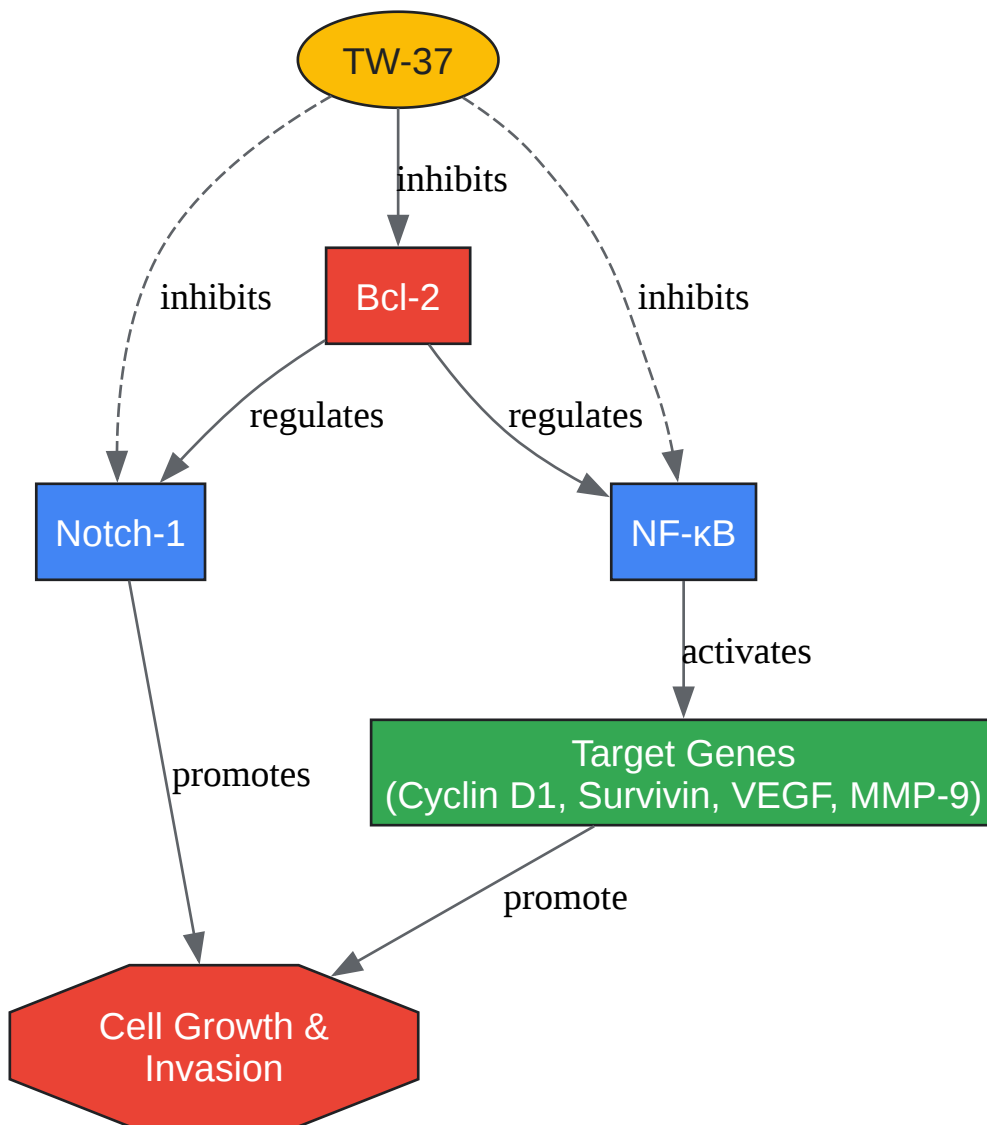 TW-37
inhibits
inhibits
inhibits
Bcl-2
regulates
regulates
Notch-1
NF-κB
activates
promotes
Target Genes
(Cyclin D1, Survivin, VEGF, MMP-9)
promote
Cell Growth &
Invasion